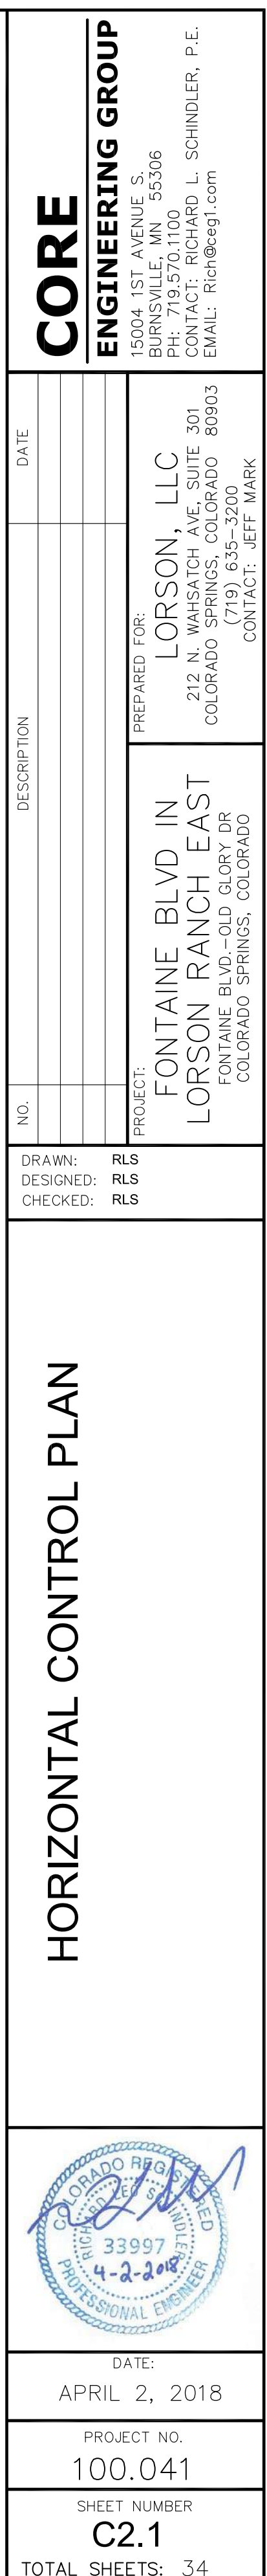 CORE
ENGINEERING GROUP
15004 1ST AVENUE S.
BURNSVILLE, MN 55306
PH: 719.570.1100
CONTACT: RICHARD L. SCHINDLER, P.E.
EMAIL: Rich@ceg1.com
DATE
DESCRIPTION
NO.
PREPARED FOR:
LORSON, LLC
212 N. WAHSATCH AVE, SUITE 301
COLORADO SPRINGS, COLORADO 80903
(719) 635-3200
CONTACT: JEFF MARK
PROJECT:
FONTAINE BLVD IN
LORSON RANCH EAST
FONTAINE BLVD.-OLD GLORY DR
COLORADO SPRINGS, COLORADO
DRAWN: RLS
DESIGNED: RLS
CHECKED: RLS
HORIZONTAL CONTROL PLAN
COLORADO REGISTERED
RICHARD LEO SCHINDLER
33997
4-2-2018
PROFESSIONAL ENGINEER
DATE:
APRIL 2, 2018
PROJECT NO.
100.041
SHEET NUMBER
C2.1
TOTAL SHEETS: 34